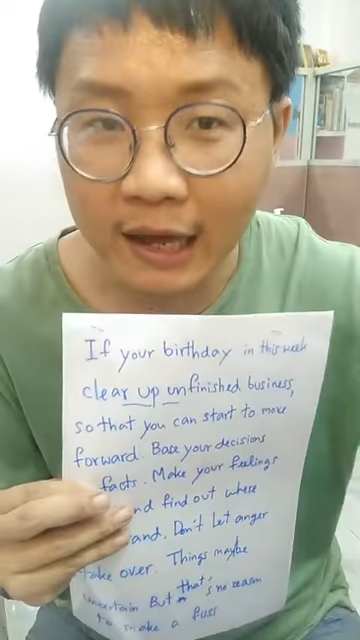 If your birthday in this week
clear up unfinished business,
so that you can start to move
forward. Base your decisions
facts. Make your feelings
nd find out where
and. Don't Let anger
take over. Things maybe
uncertain But that's no reason
to make a fuss